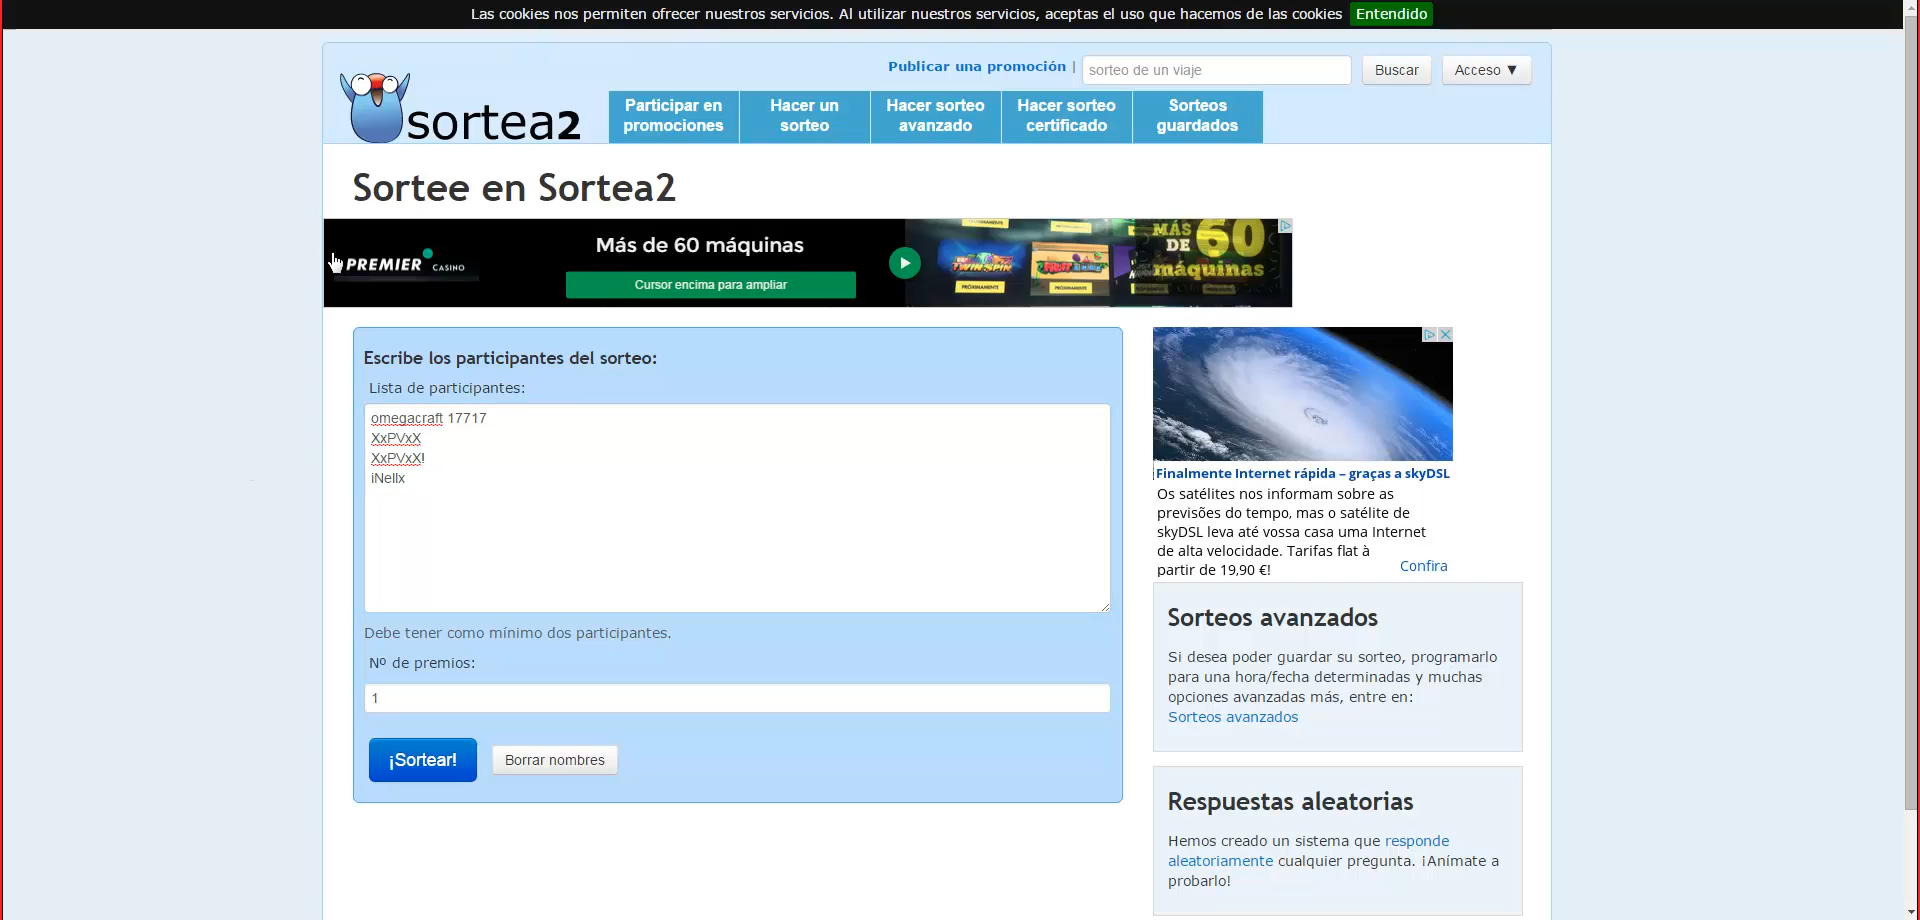 Las cookies nos permiten ofrecer nuestros servicios. Al utilizar nuestros servicios, aceptas el uso que hacemos de las cookies Entendido
Publicar una promoción | sorteo de un viaje Buscar Acceso ▼
sortea2
Participar en promociones
Hacer un sorteo
Hacer sorteo avanzado
Hacer sorteo certificado
Sorteos guardados
Sortee en Sortea2
PREMIER CASINO
Más de 60 máquinas
Cursor encima para ampliar
TWIN SPIN
PRÓXIMAMENTE
PRÓXIMAMENTE
MÁS DE 60 máquinas
Escribe los participantes del sorteo:
Lista de participantes:
omegacraft 17717
XxPVxX
XxPVxX!
iNellx
Debe tener como mínimo dos participantes.
Nº de premios:
1
¡Sortear! Borrar nombres
Finalmente Internet rápida – graças a skyDSL
Os satélites nos informam sobre as
previsões do tempo, mas o satélite de
skyDSL leva até vossa casa uma Internet
de alta velocidade. Tarifas flat à
partir de 19,90 €! Confira
Sorteos avanzados
Si desea poder guardar su sorteo, programarlo
para una hora/fecha determinadas y muchas
opciones avanzadas más, entre en:
Sorteos avanzados
Respuestas aleatorias
Hemos creado un sistema que responde
aleatoriamente cualquier pregunta. ¡Anímate a
probarlo!